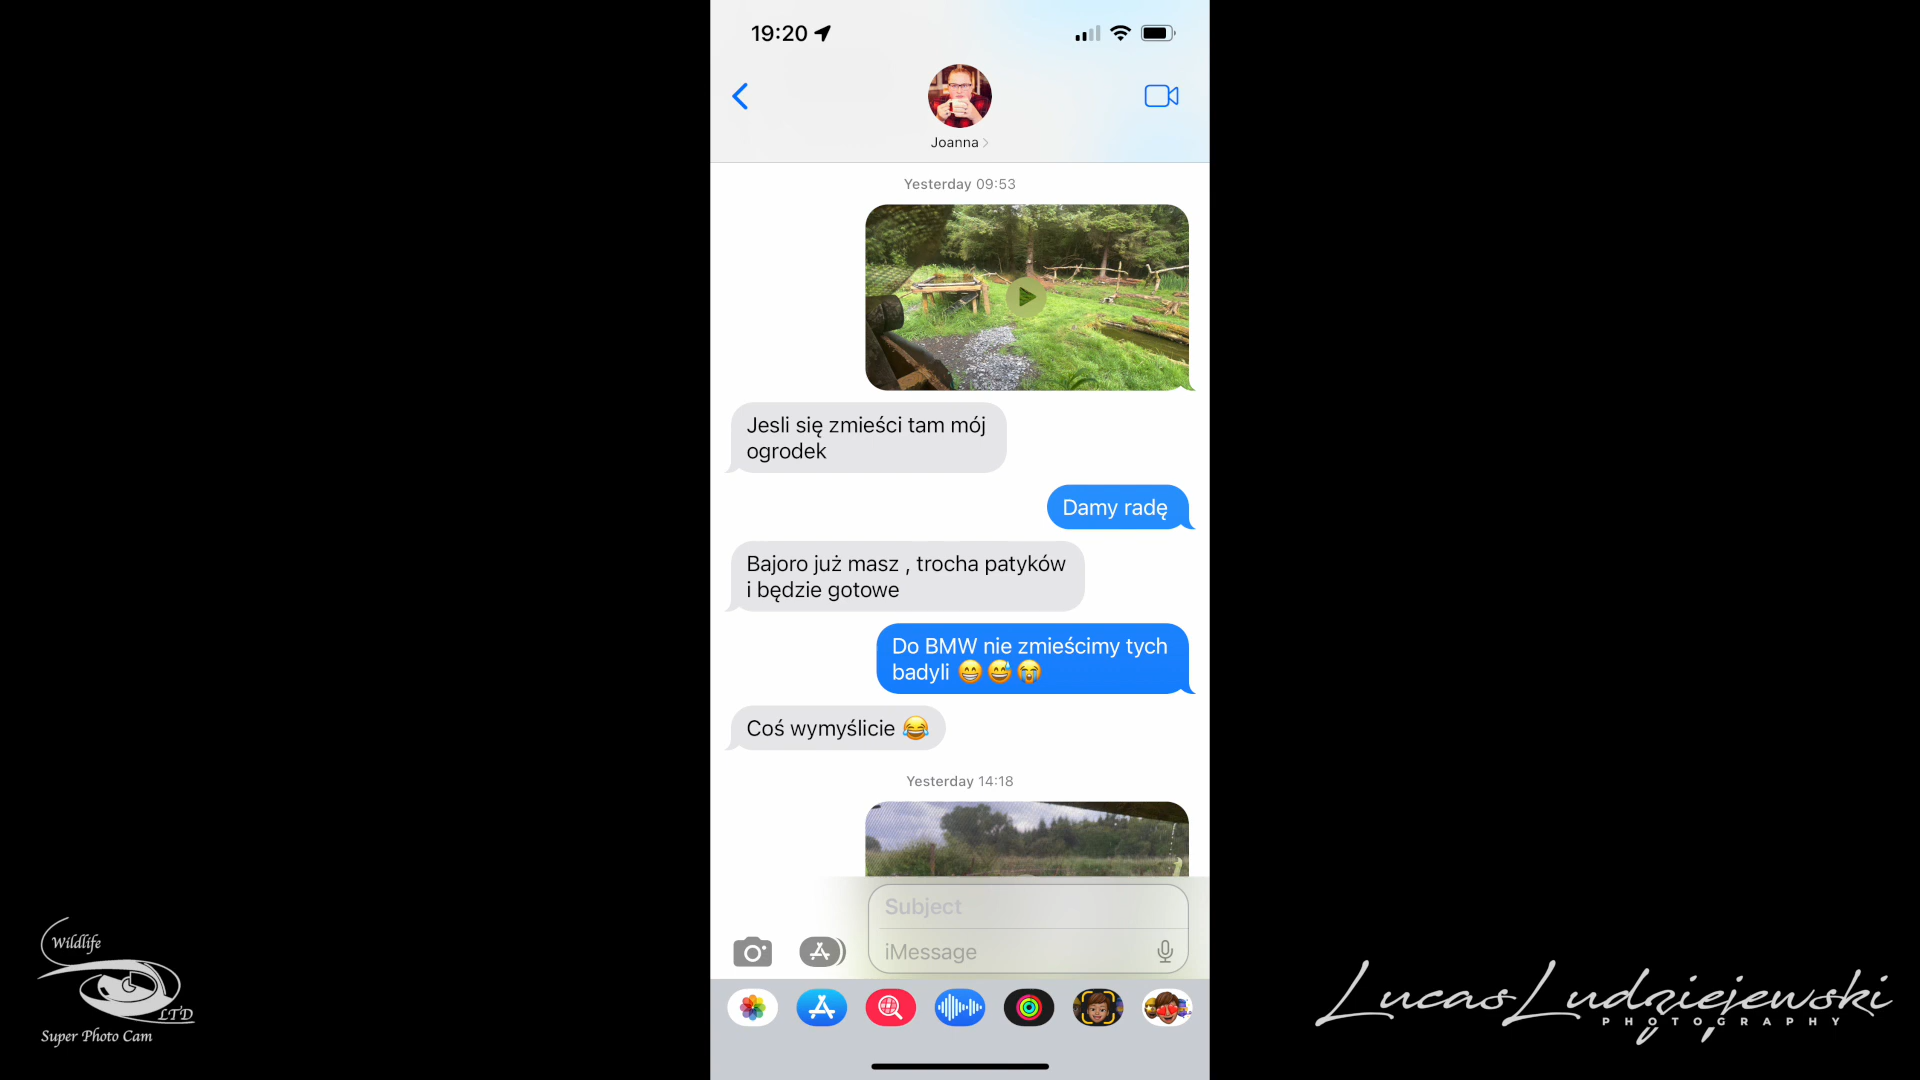 19:20
Joanna
Yesterday 09:53
Jesli się zmieści tam mój
ogrodek
Damy radę
Bajoro już masz , trocha patyków
i będzie gotowe
Do BMW nie zmieścimy tych
badyli 😁😅😭
Coś wymyślicie 😂
Yesterday 14:18
Subject
iMessage
Wildlife
LTD
Super Photo Cam
Lucas Ludziejewski
PHOTOGRAPHY